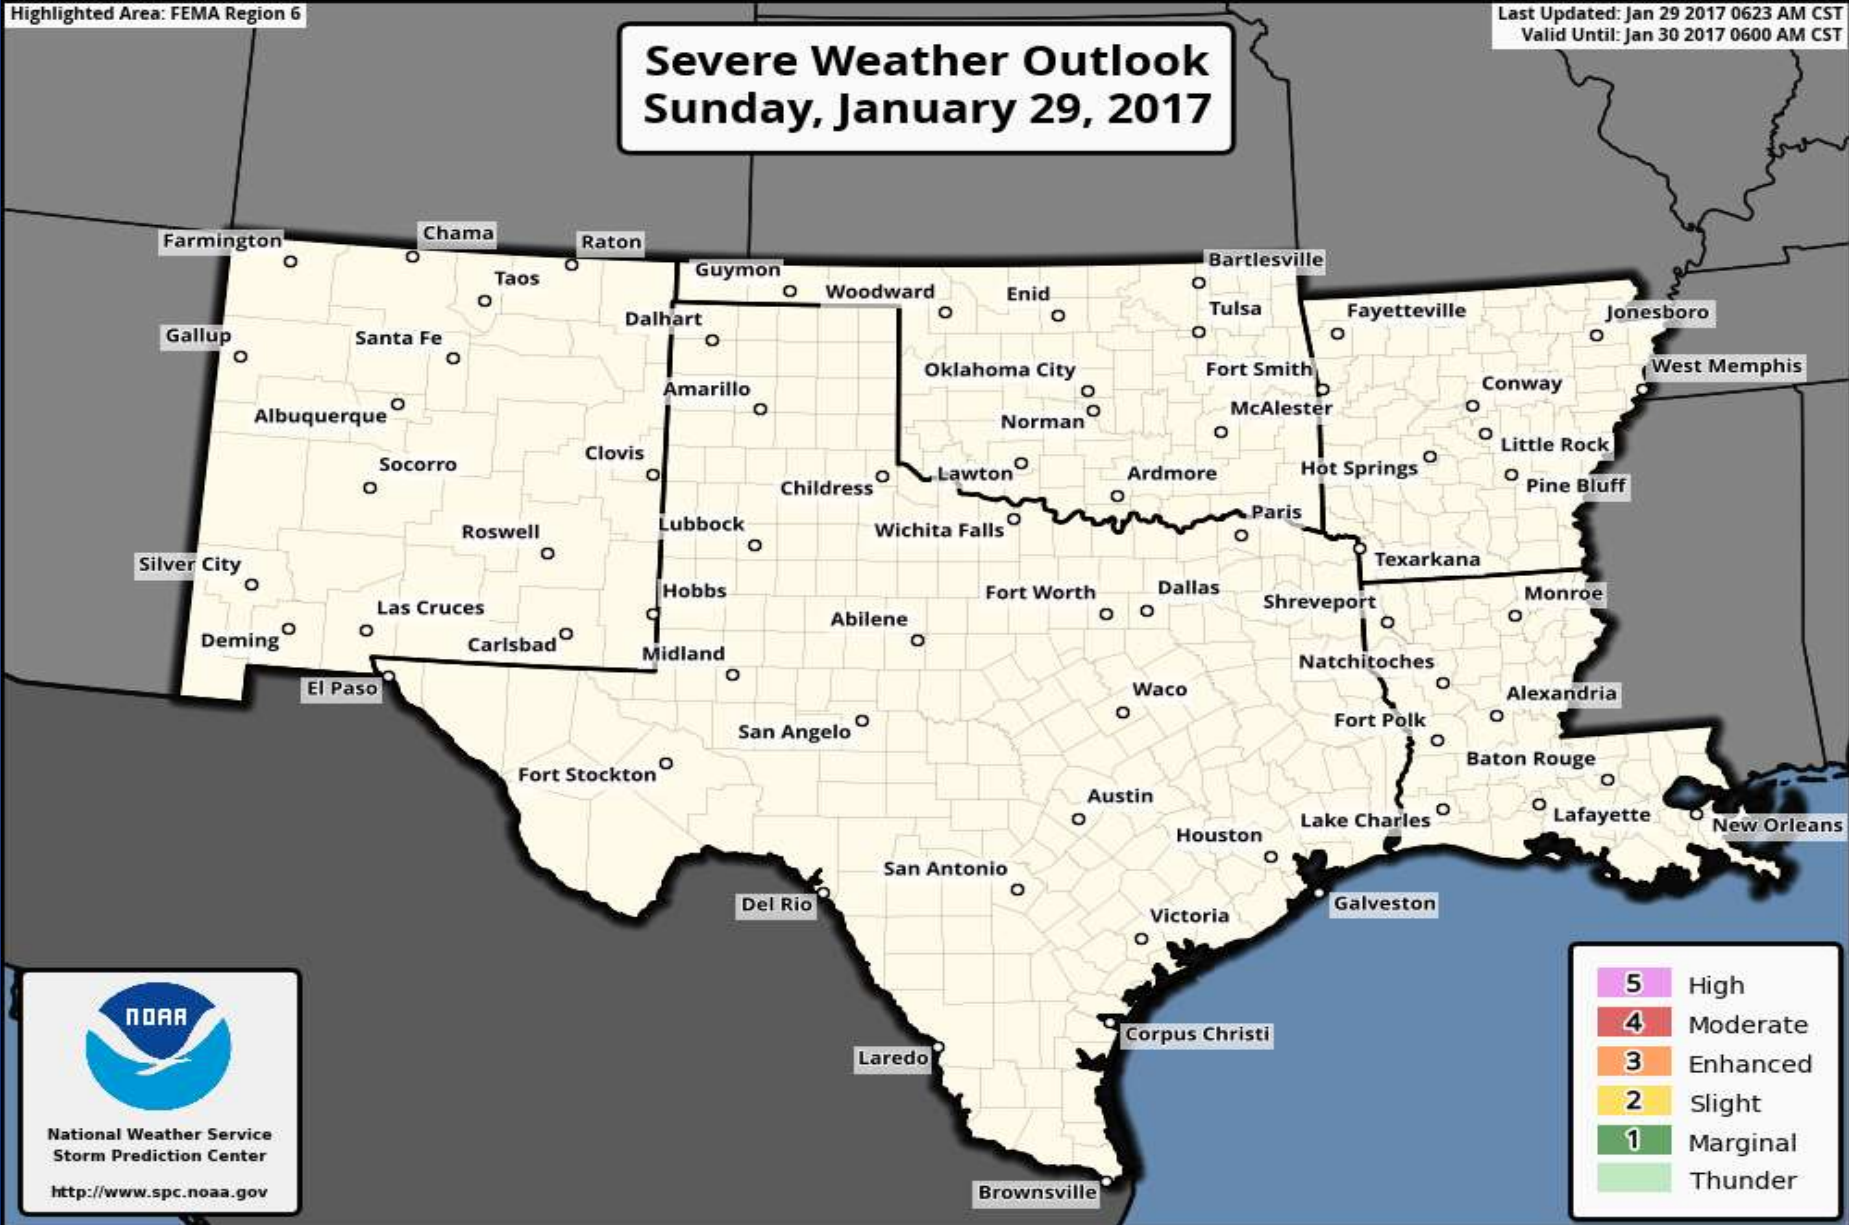 Highlighted Area: FEMA Region 6
Last Updated: Jan 29 2017 0623 AM CST
Valid Until: Jan 30 2017 0600 AM CST
Severe Weather Outlook
Sunday, January 29, 2017
Farmington
Chama
Raton
Taos
Guymon
Woodward
Enid
Bartlesville
Tulsa
Fayetteville
Jonesboro
Gallup
Santa Fe
Dalhart
Oklahoma City
Fort Smith
West Memphis
Conway
Albuquerque
Amarillo
Norman
McAlester
Little Rock
Socorro
Clovis
Childress
Lawton
Ardmore
Hot Springs
Pine Bluff
Roswell
Lubbock
Wichita Falls
Paris
Texarkana
Silver City
Las Cruces
Hobbs
Abilene
Fort Worth
Dallas
Shreveport
Monroe
Deming
Carlsbad
Midland
Natchitoches
El Paso
San Angelo
Waco
Fort Polk
Alexandria
Fort Stockton
Austin
Baton Rouge
Houston
Lake Charles
Lafayette
New Orleans
San Antonio
Del Rio
Victoria
Galveston
Corpus Christi
Laredo
Brownsville
NOAA
National Weather Service
Storm Prediction Center
http://www.spc.noaa.gov
5 High
4 Moderate
3 Enhanced
2 Slight
1 Marginal
Thunder